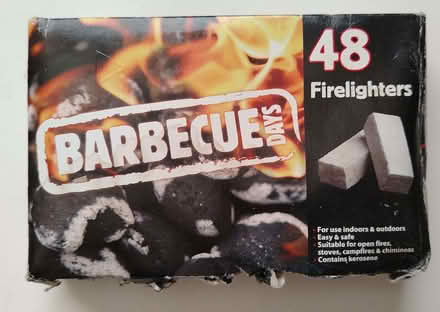 BARBECUE DAYS
48
Firelighters
· For use indoors & outdoors
· Easy & safe
· Suitable for open fires,
stoves, campfires & chimineas
· Contains kerosene